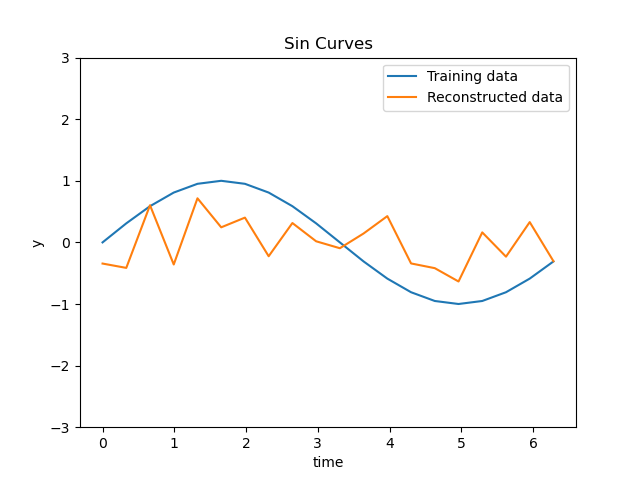 Sin Curves
Training data
Reconstructed data
3
2
1
0
−1
−2
−3
y
0 1 2 3 4 5 6
time